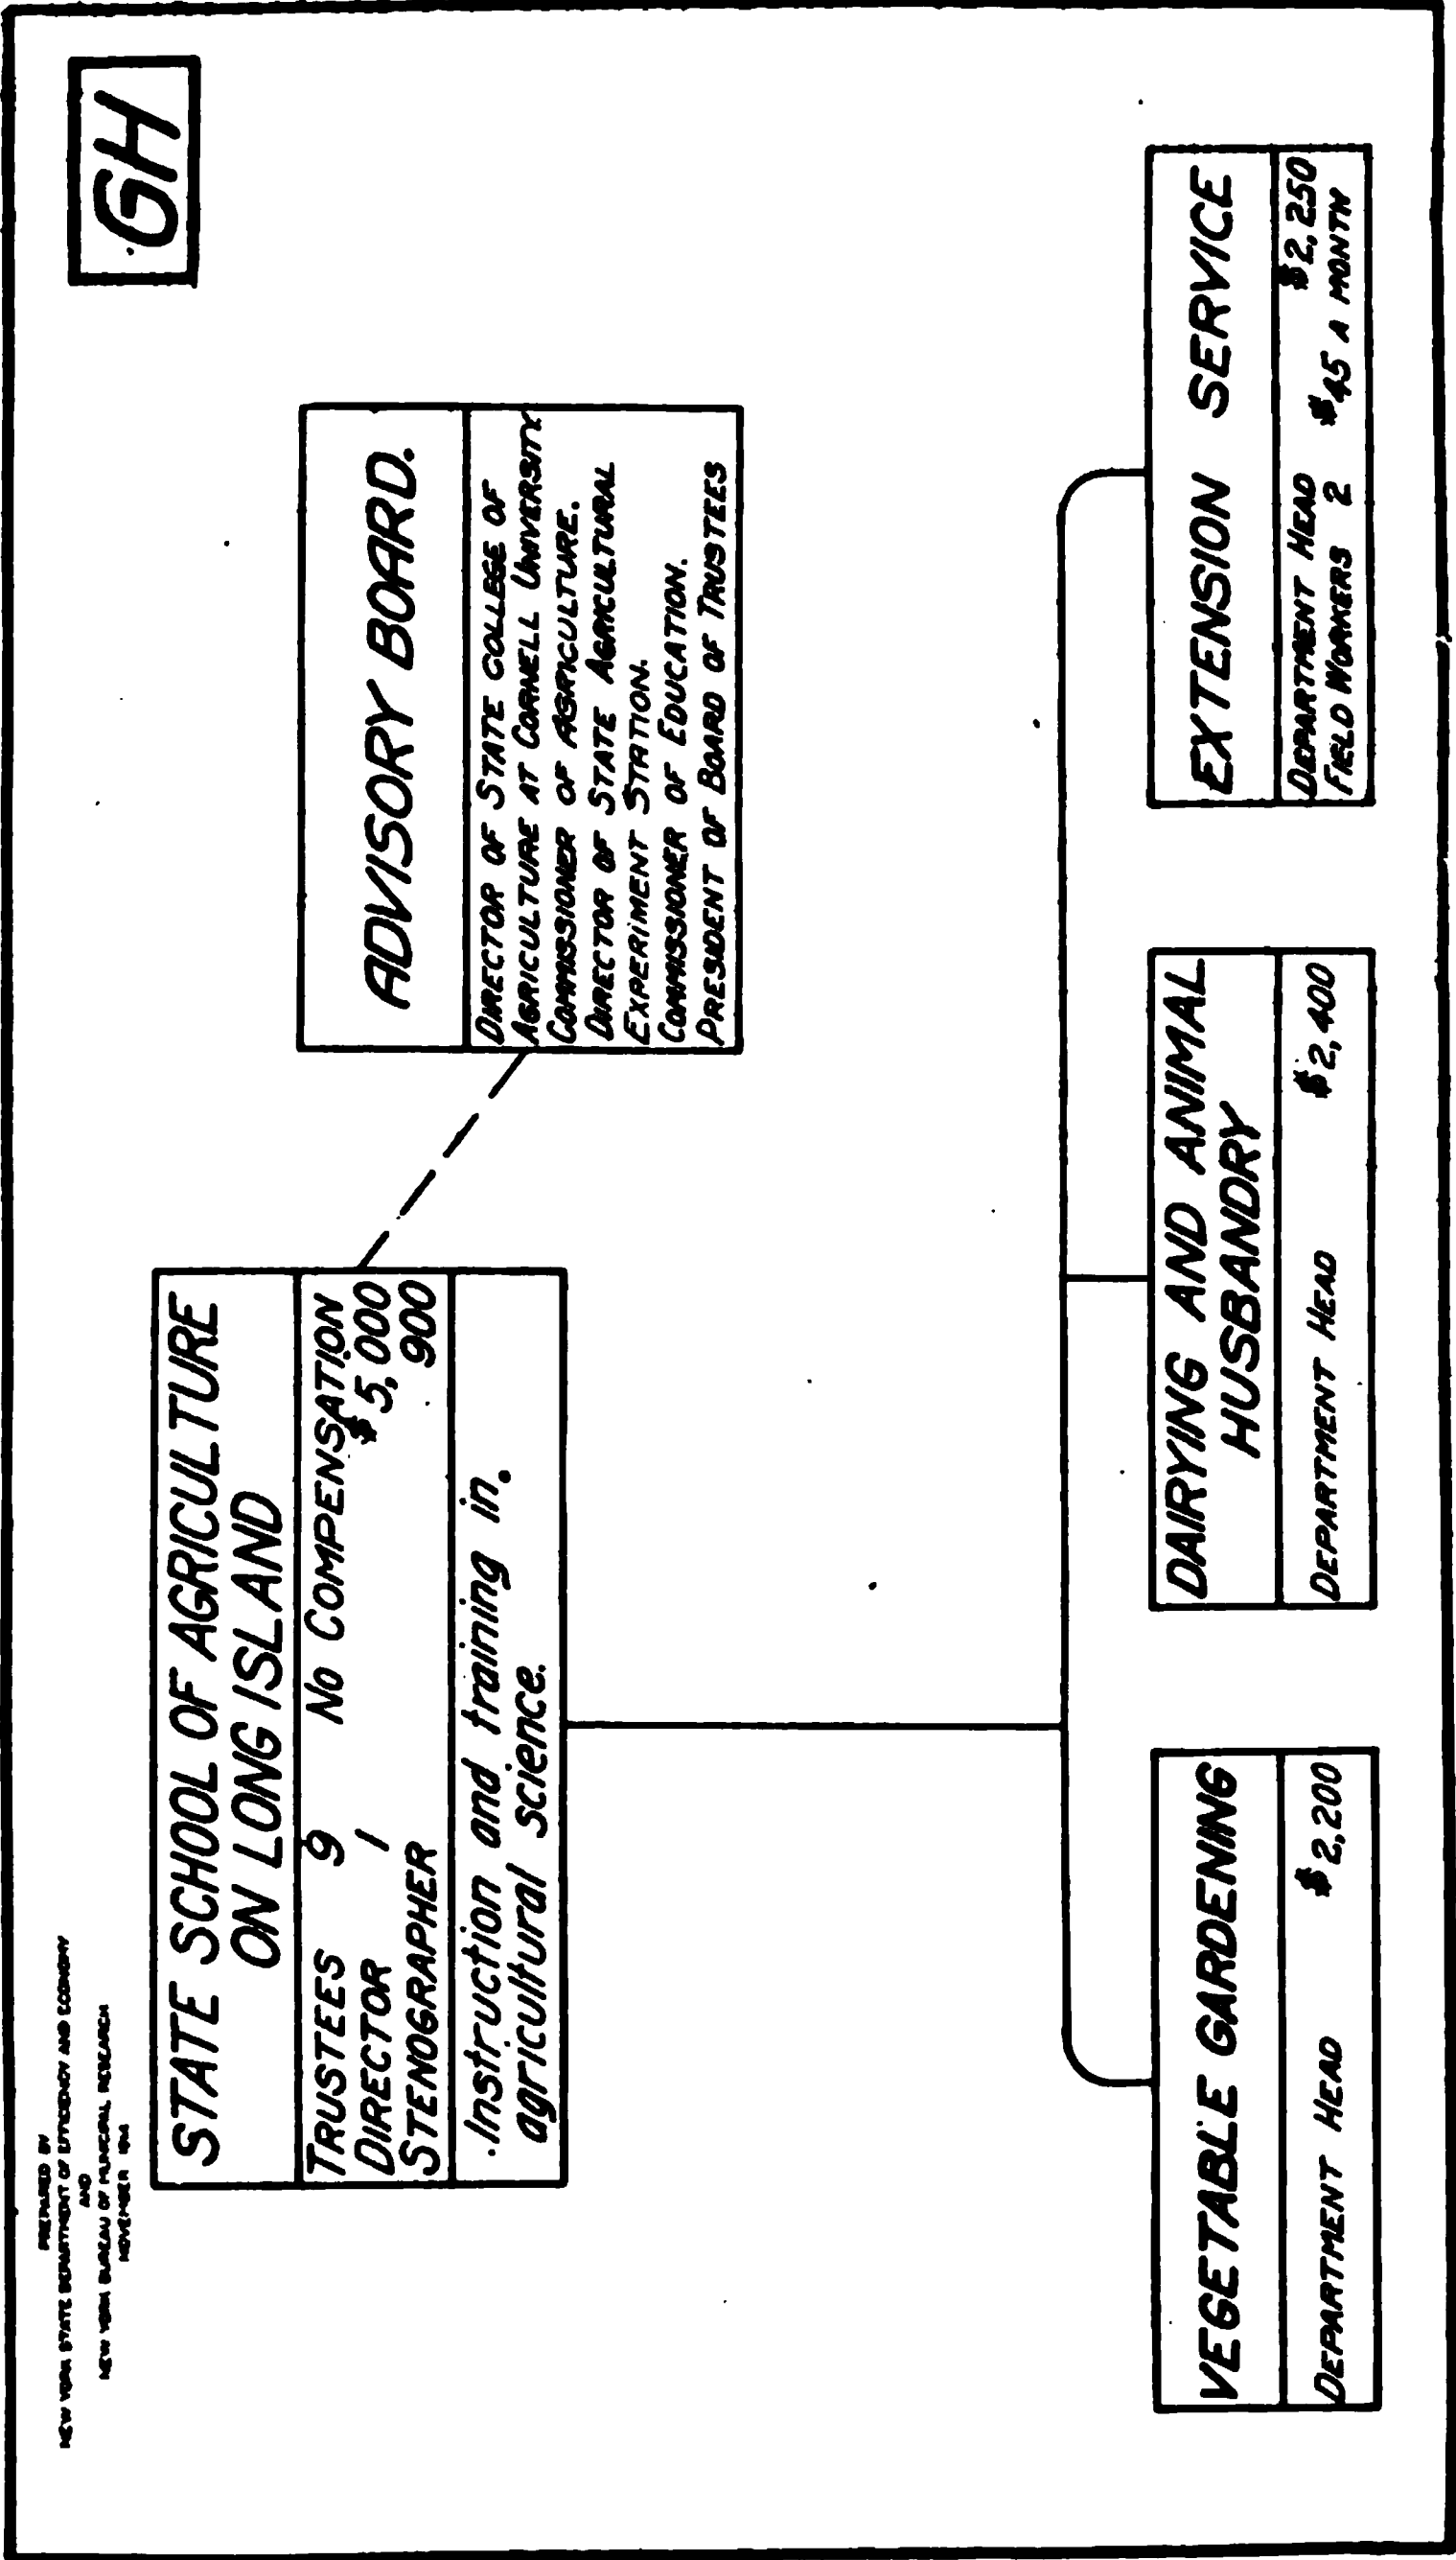 PREPARED BY
NEW YORK STATE DEPARTMENT OF EFFICIENCY AND ECONOMY
AND
NEW YORK BUREAU OF MUNICIPAL RESEARCH
NOVEMBER
GH
STATE SCHOOL OF AGRICULTURE
ON LONG ISLAND
TRUSTEES 9 NO COMPENSATION
DIRECTOR 1 $5,000
STENOGRAPHER 900
Instruction and training in
agricultural science.
ADVISORY BOARD.
DIRECTOR OF STATE COLLEGE OF
AGRICULTURE AT CORNELL UNIVERSITY
COMMISSIONER OF AGRICULTURE.
DIRECTOR OF STATE AGRICULTURAL
EXPERIMENT STATION.
COMMISSIONER OF EDUCATION.
PRESIDENT OF BOARD OF TRUSTEES
VEGETABLE GARDENING
DEPARTMENT HEAD $2,200
DAIRYING AND ANIMAL
HUSBANDRY
DEPARTMENT HEAD $2,400
EXTENSION SERVICE
DEPARTMENT HEAD $2,250
FIELD WORKERS 2 $45 A MONTH